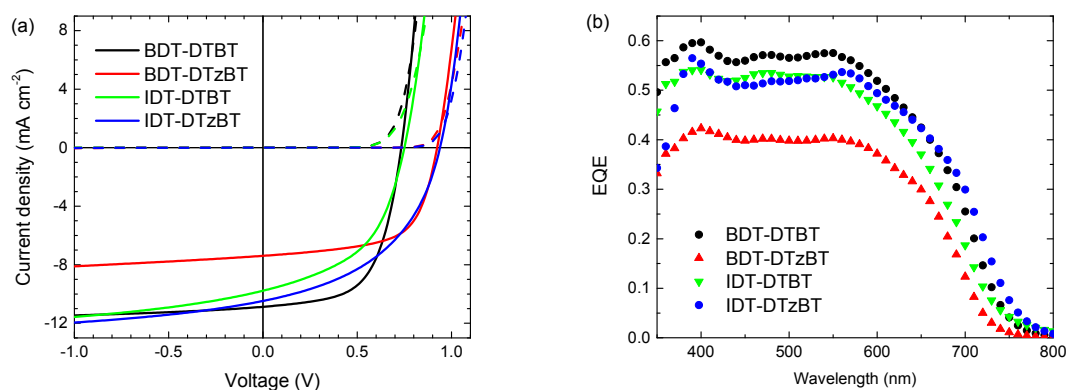 (a)
8
4
0
-4
-8
-12
-1.0
0.0
0.5
1.0
Current density (mA cm⁻²)
Voltage (V)
BDT-DTBT
BDT-DTzBT
IDT-DTBT
IDT-DTzBT
(b)
0.6
0.5
0.4
0.3
0.2
0.1
0.0
400
500
600
700
800
EQE
Wavelength (nm)
BDT-DTBT
BDT-DTzBT
IDT-DTBT
IDT-DTzBT